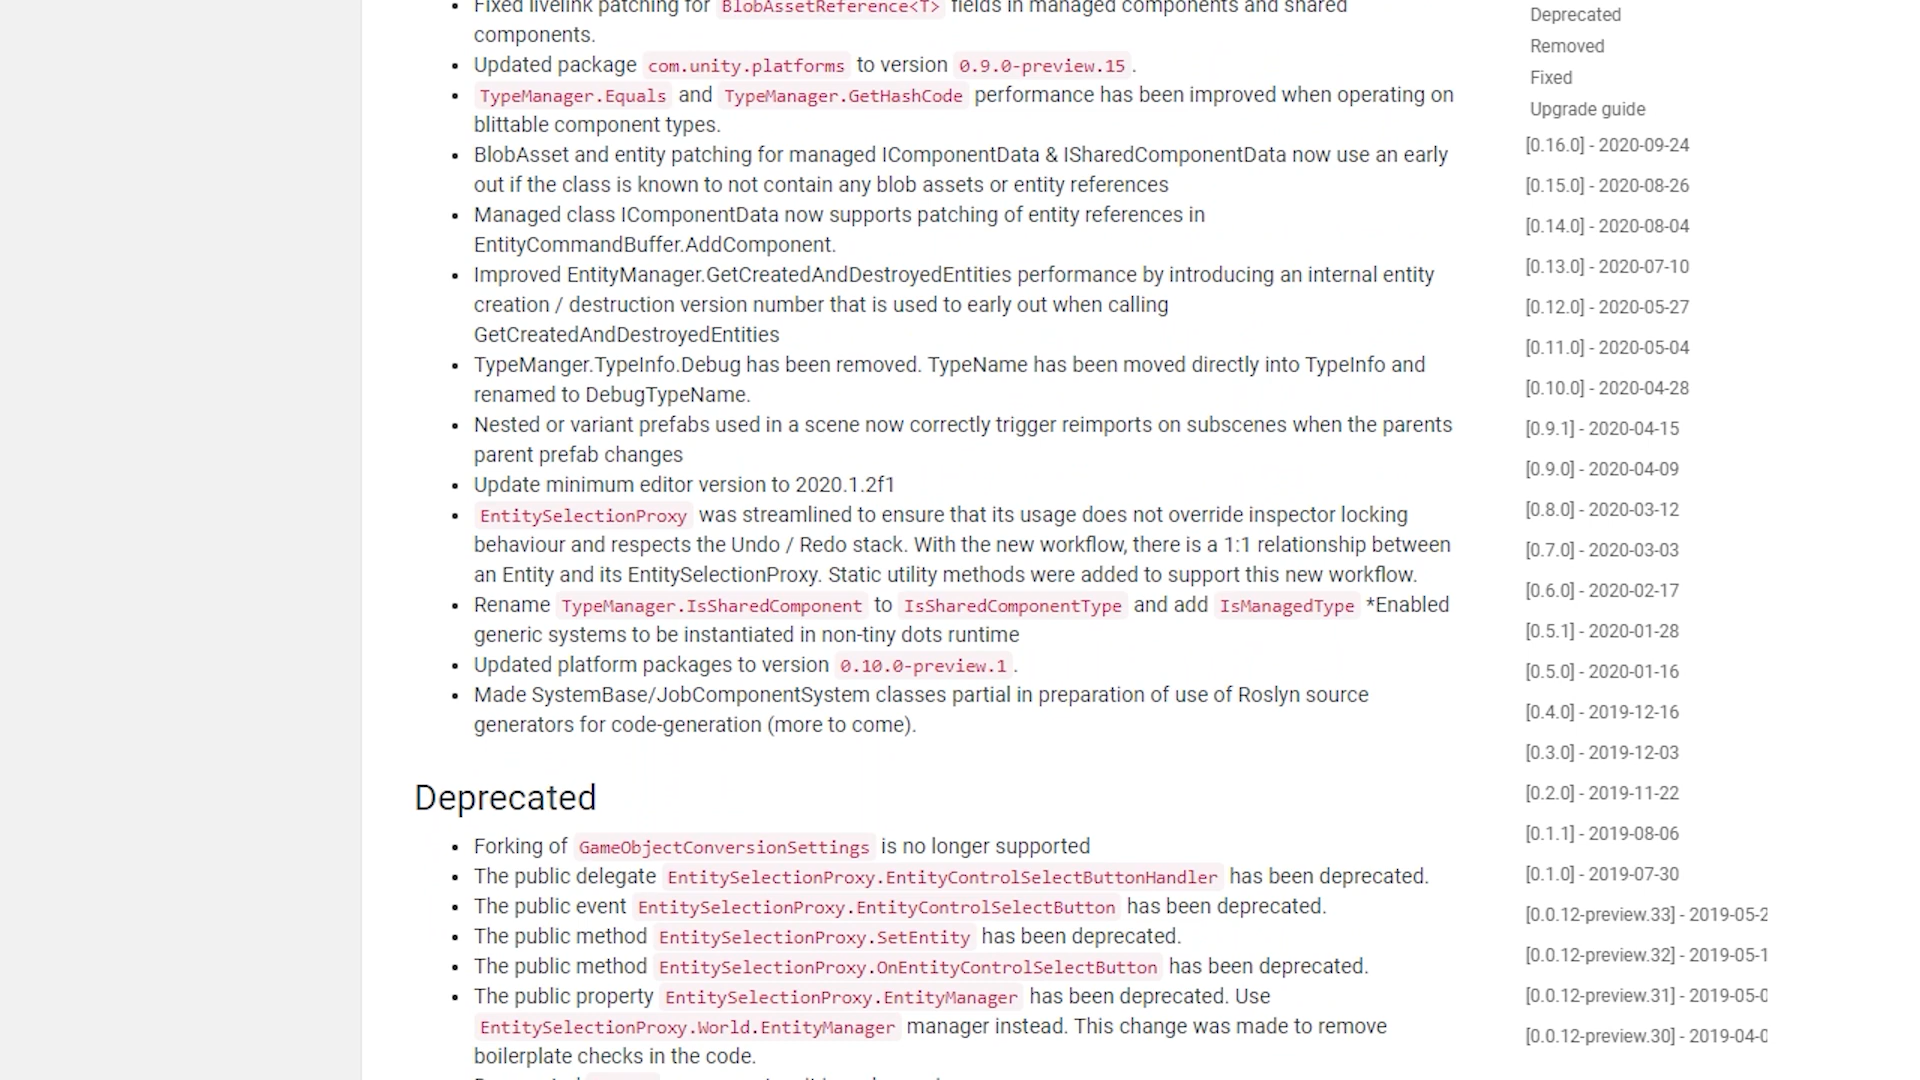 Fixed livelink patching for BlobAssetReference<T> fields in managed components and shared
components.
Updated package com.unity.platforms to version 0.9.0-preview.15 .
TypeManager.Equals and TypeManager.GetHashCode performance has been improved when operating on
blittable component types.
BlobAsset and entity patching for managed IComponentData & ISharedComponentData now use an early
out if the class is known to not contain any blob assets or entity references
Managed class IComponentData now supports patching of entity references in
EntityCommandBuffer.AddComponent.
Improved EntityManager.GetCreatedAndDestroyedEntities performance by introducing an internal entity
creation / destruction version number that is used to early out when calling
GetCreatedAndDestroyedEntities
TypeManger.TypeInfo.Debug has been removed. TypeName has been moved directly into TypeInfo and
renamed to DebugTypeName.
Nested or variant prefabs used in a scene now correctly trigger reimports on subscenes when the parents
parent prefab changes
Update minimum editor version to 2020.1.2f1
EntitySelectionProxy was streamlined to ensure that its usage does not override inspector locking
behaviour and respects the Undo / Redo stack. With the new workflow, there is a 1:1 relationship between
an Entity and its EntitySelectionProxy. Static utility methods were added to support this new workflow.
Rename TypeManager.IsSharedComponent to IsSharedComponentType and add IsManagedType *Enabled
generic systems to be instantiated in non-tiny dots runtime
Updated platform packages to version 0.10.0-preview.1 .
Made SystemBase/JobComponentSystem classes partial in preparation of use of Roslyn source
generators for code-generation (more to come).
Deprecated
Forking of GameObjectConversionSettings is no longer supported
The public delegate EntitySelectionProxy.EntityControlSelectButtonHandler has been deprecated.
The public event EntitySelectionProxy.EntityControlSelectButton has been deprecated.
The public method EntitySelectionProxy.SetEntity has been deprecated.
The public method EntitySelectionProxy.OnEntityControlSelectButton has been deprecated.
The public property EntitySelectionProxy.EntityManager has been deprecated. Use
EntitySelectionProxy.World.EntityManager manager instead. This change was made to remove
boilerplate checks in the code.
Deprecated
Removed
Fixed
Upgrade guide
[0.16.0] - 2020-09-24
[0.15.0] - 2020-08-26
[0.14.0] - 2020-08-04
[0.13.0] - 2020-07-10
[0.12.0] - 2020-05-27
[0.11.0] - 2020-05-04
[0.10.0] - 2020-04-28
[0.9.1] - 2020-04-15
[0.9.0] - 2020-04-09
[0.8.0] - 2020-03-12
[0.7.0] - 2020-03-03
[0.6.0] - 2020-02-17
[0.5.1] - 2020-01-28
[0.5.0] - 2020-01-16
[0.4.0] - 2019-12-16
[0.3.0] - 2019-12-03
[0.2.0] - 2019-11-22
[0.1.1] - 2019-08-06
[0.1.0] - 2019-07-30
[0.0.12-preview.33] - 2019-05-2
[0.0.12-preview.32] - 2019-05-1
[0.0.12-preview.31] - 2019-05-0
[0.0.12-preview.30] - 2019-04-0